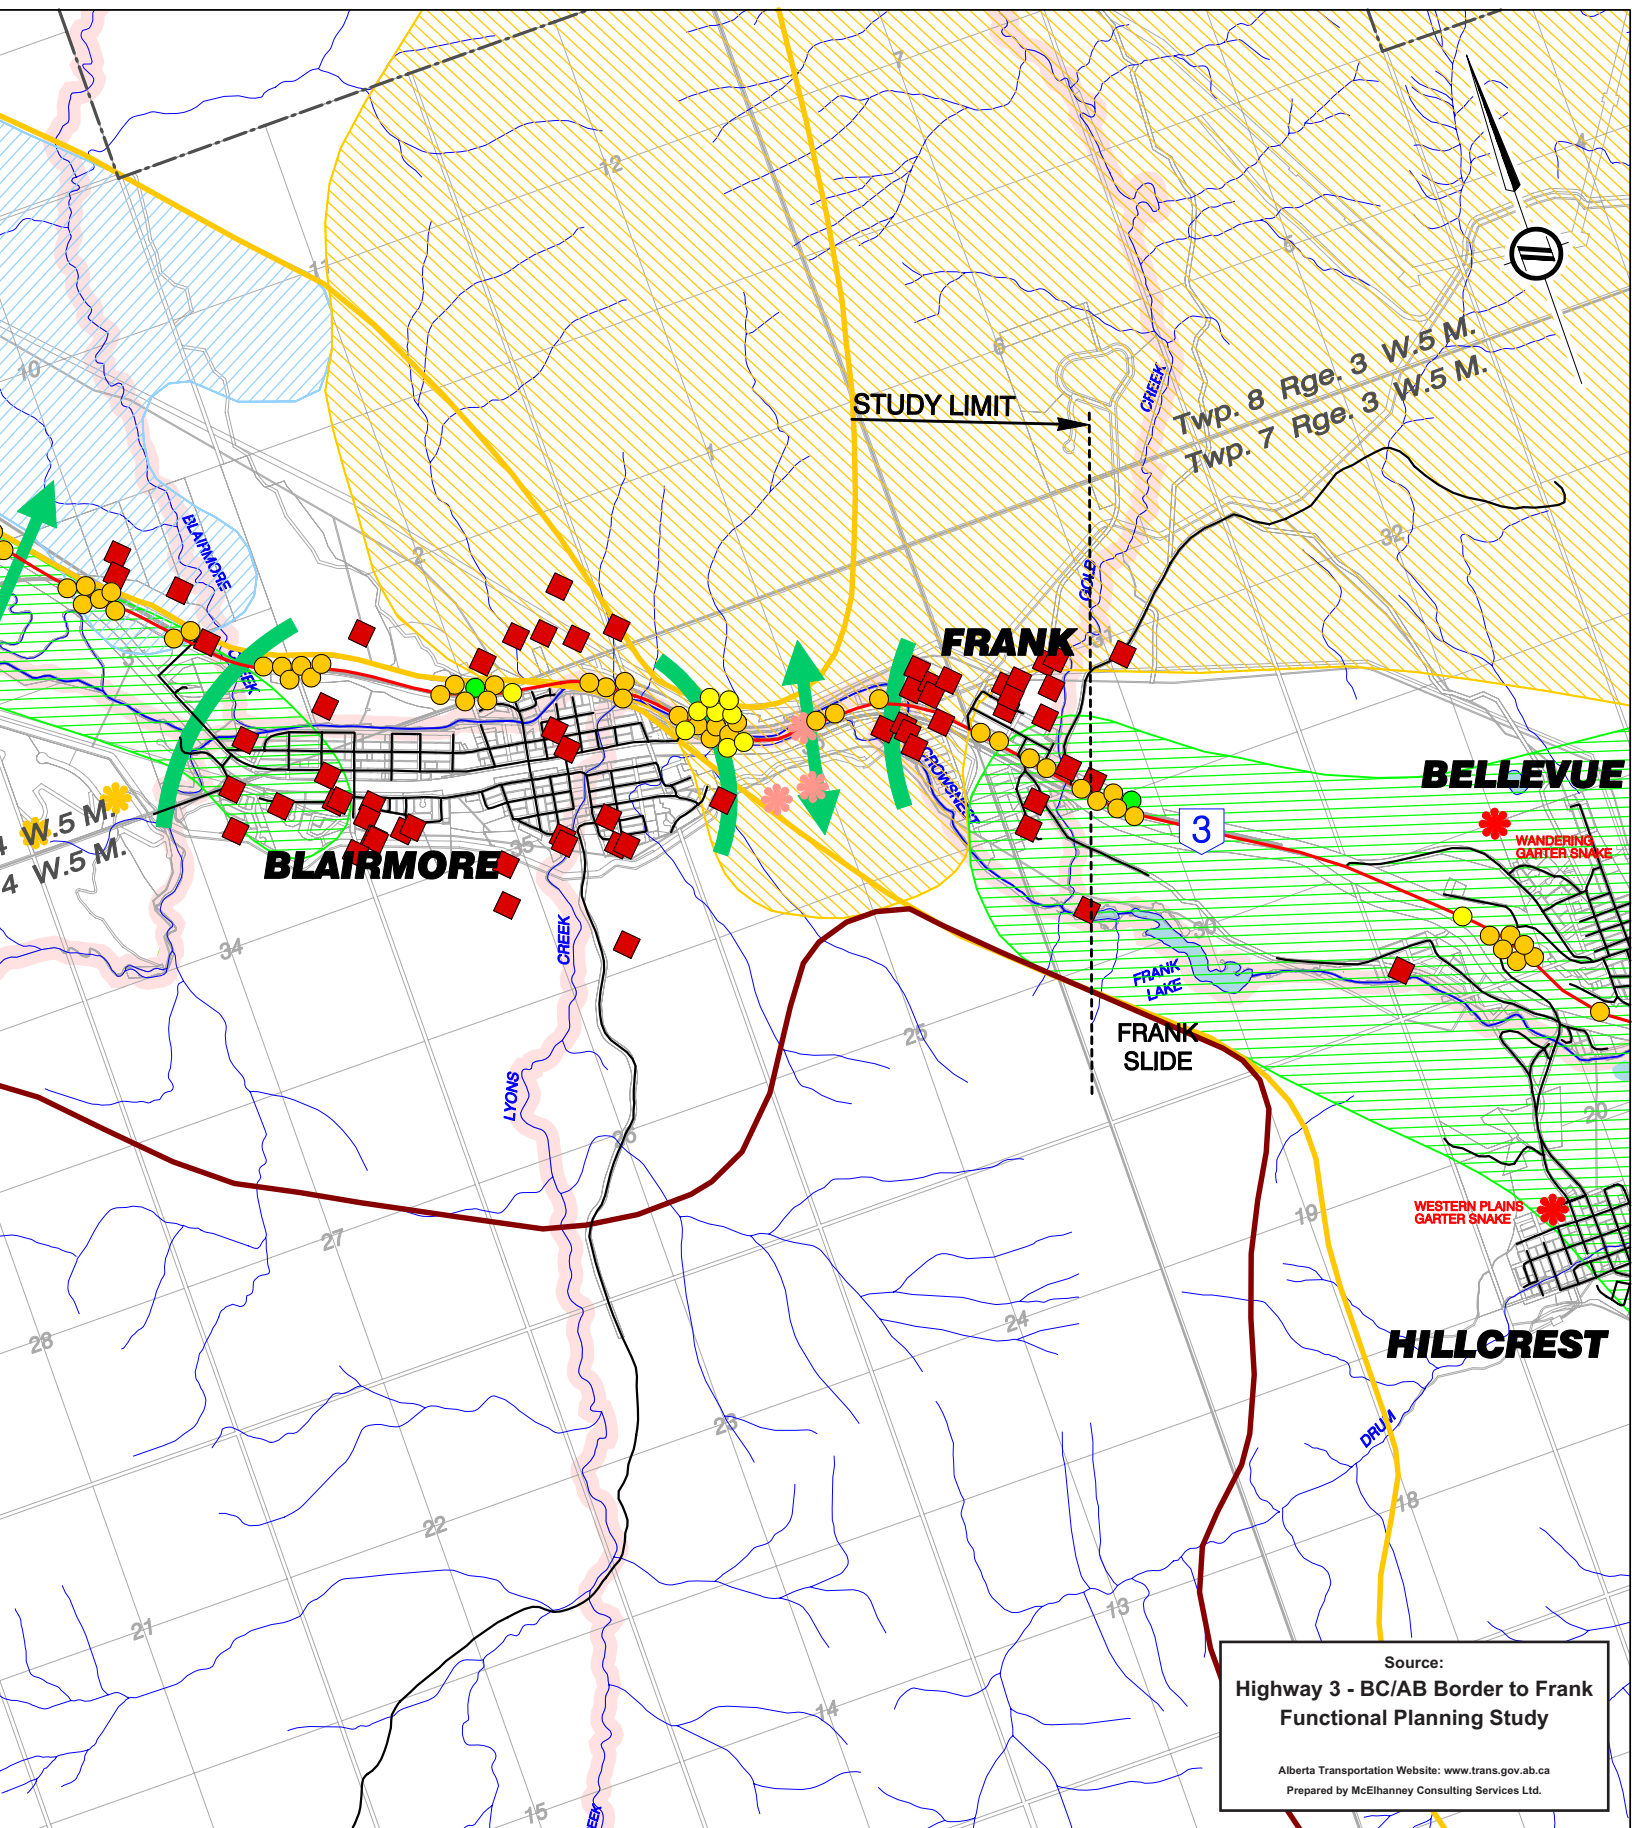 7
4
12
5
11
6
10
STUDY LIMIT
CREEK
Twp. 8 Rge. 3 W.5 M.
Twp. 7 Rge. 3 W.5 M.
1
2
32
BLAIRMORE
GOLD
FRANK
31
CROWSNEST
BELLEVUE
3
WANDERING
GARTER SNAKE
W.5 M.
4 W.5 M.
BLAIRMORE
35
34
CREEK
30
FRANK
LAKE
25
FRANK
SLIDE
LYONS
26
20
WESTERN PLAINS
GARTER SNAKE
19
27
24
28
HILLCREST
23
DRUM
18
22
13
21
14
15
EEK
Source:
Highway 3 - BC/AB Border to Frank
Functional Planning Study
Alberta Transportation Website: www.trans.gov.ab.ca
Prepared by McElhanney Consulting Services Ltd.